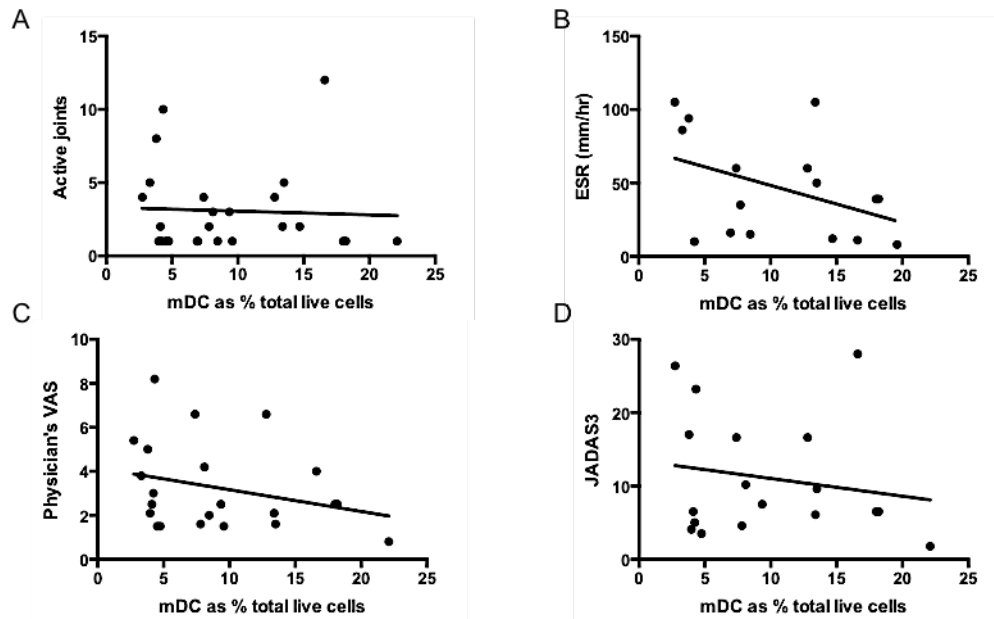 A
15
10
5
0
Active joints
0 5 10 15 20 25
mDC as % total live cells
B
150
100
50
0
ESR (mm/hr)
0 5 10 15 20 25
mDC as % total live cells
C
10
8
6
4
2
0
Physician's VAS
0 5 10 15 20 25
mDC as % total live cells
D
30
20
10
0
JADAS3
0 5 10 15 20 25
mDC as % total live cells